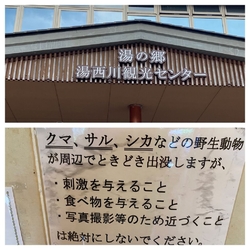 湯の郷
湯西川観光センター
クマ、サル、シカなどの野生動物
が周辺でときどき出没しますが、
・刺激を与えること
・食べ物を与えること
・写真撮影等のため近づくこと
は絶対にしないでください。